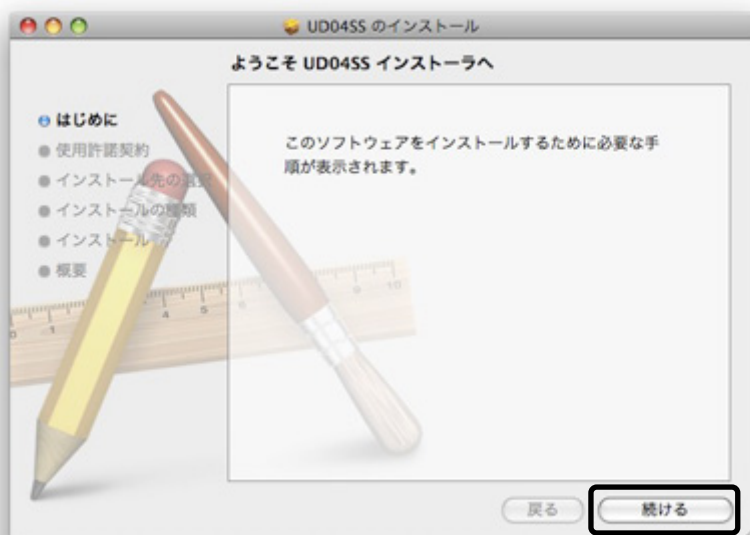 UD04SS のインストール
ようこそ UD04SS インストーラへ
はじめに
使用許諾契約
インストール先の選択
インストールの種類
インストール
概要
このソフトウェアをインストールするために必要な手
順が表示されます。
戻る
続ける